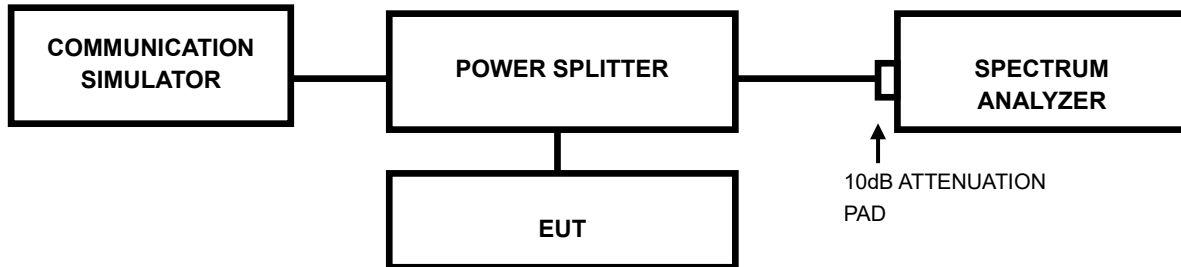 COMMUNICATION
SIMULATOR
POWER SPLITTER
SPECTRUM
ANALYZER
10dB ATTENUATION
PAD
EUT